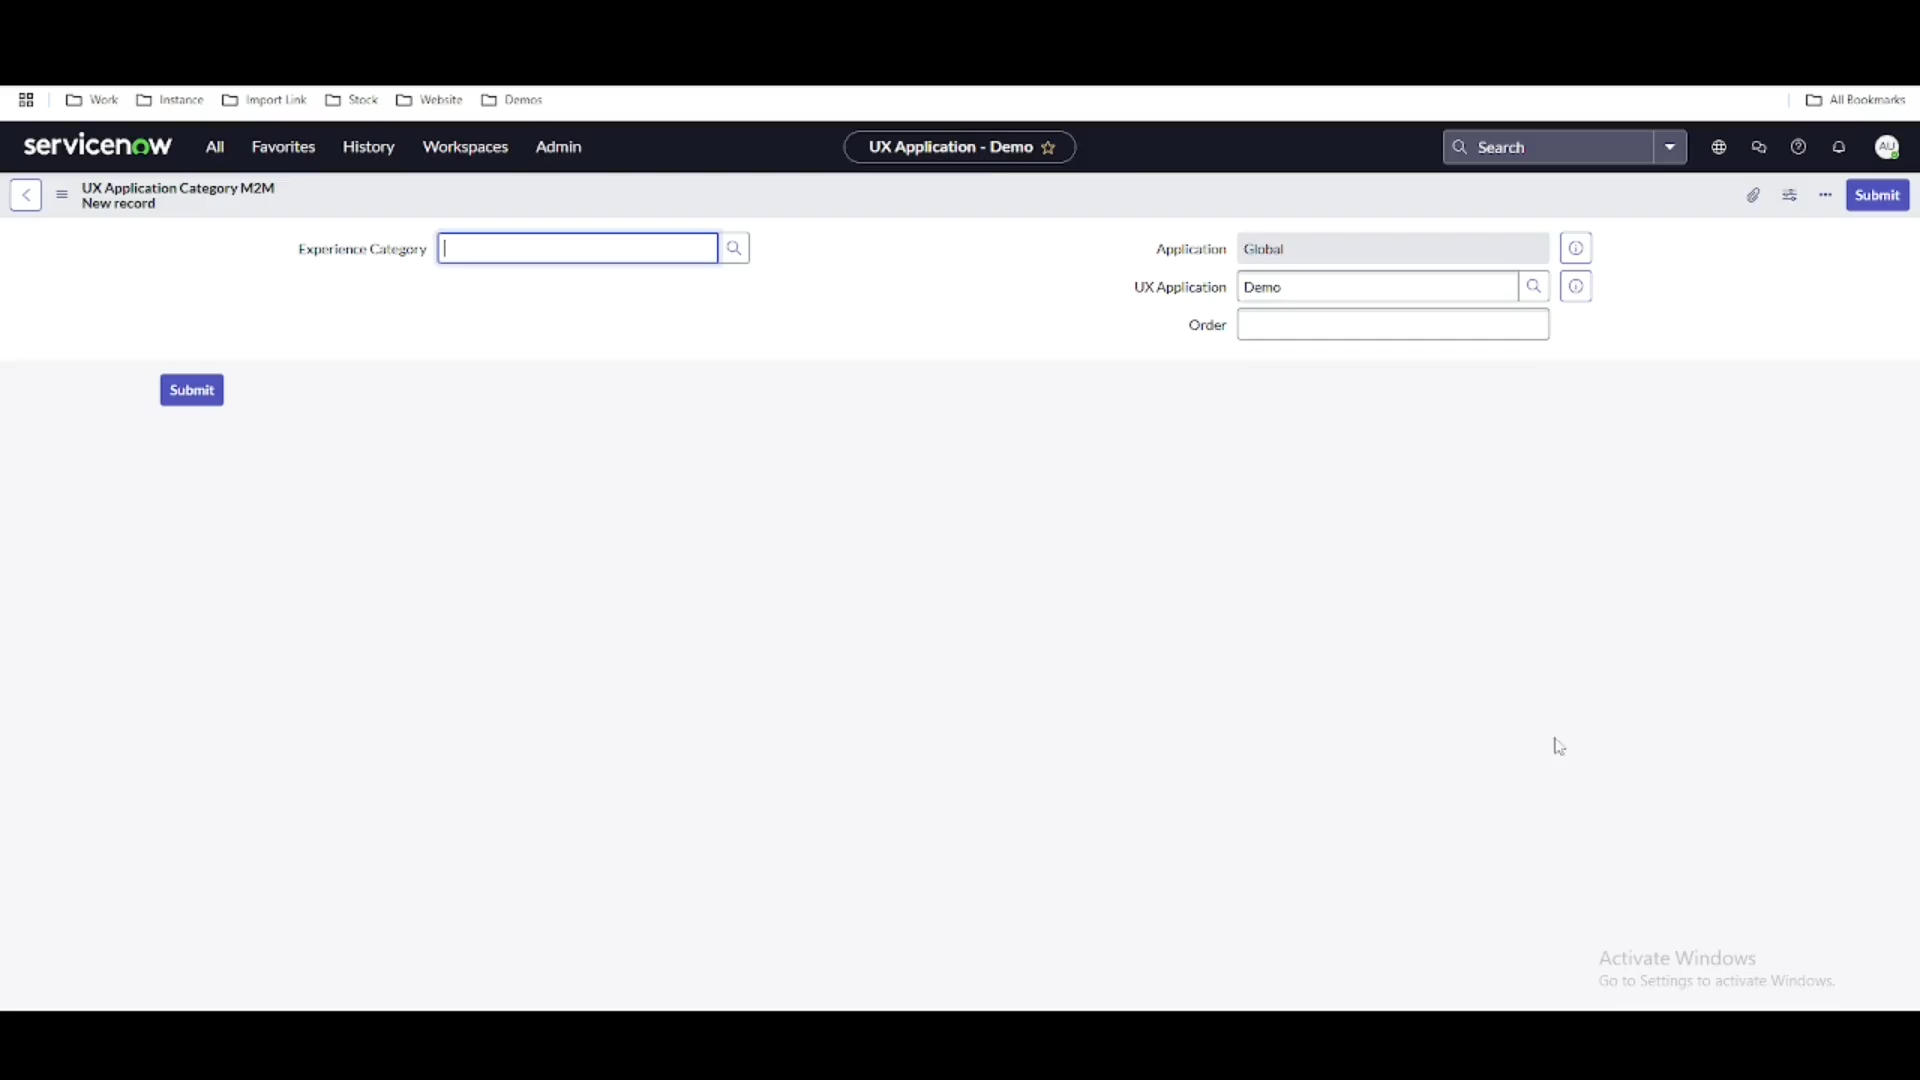 Work Instance Import Link Stock Website Demos All Bookmarks
servicenow All Favorites History Workspaces Admin UX Application - Demo Search AU
UX Application Category M2M
New record
Submit
Experience Category
Application Global
UX Application Demo
Order
Submit
Activate Windows
Go to Settings to activate Windows.